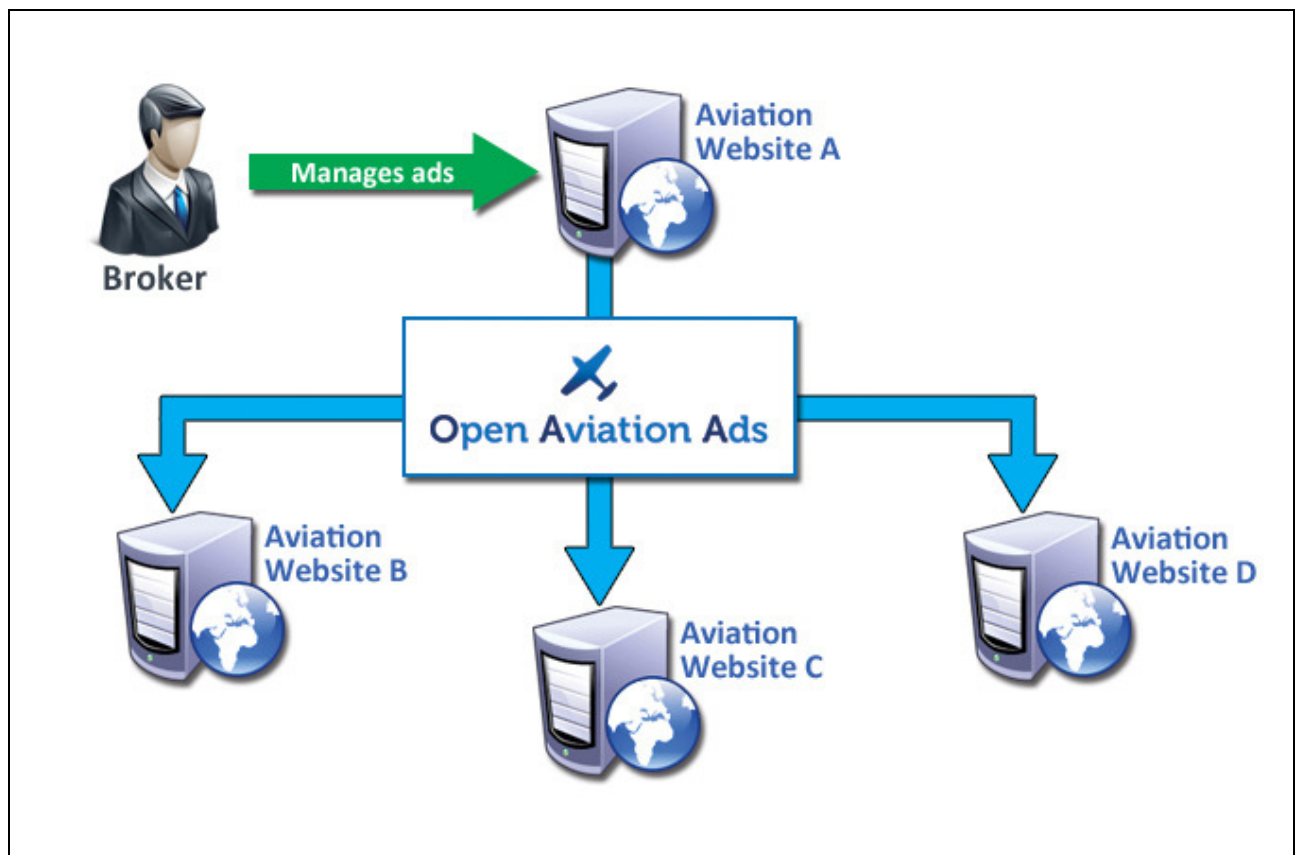 Aviation
Website A
Manages ads
Broker
Open Aviation Ads
Aviation
Website B
Aviation
Website D
Aviation
Website C